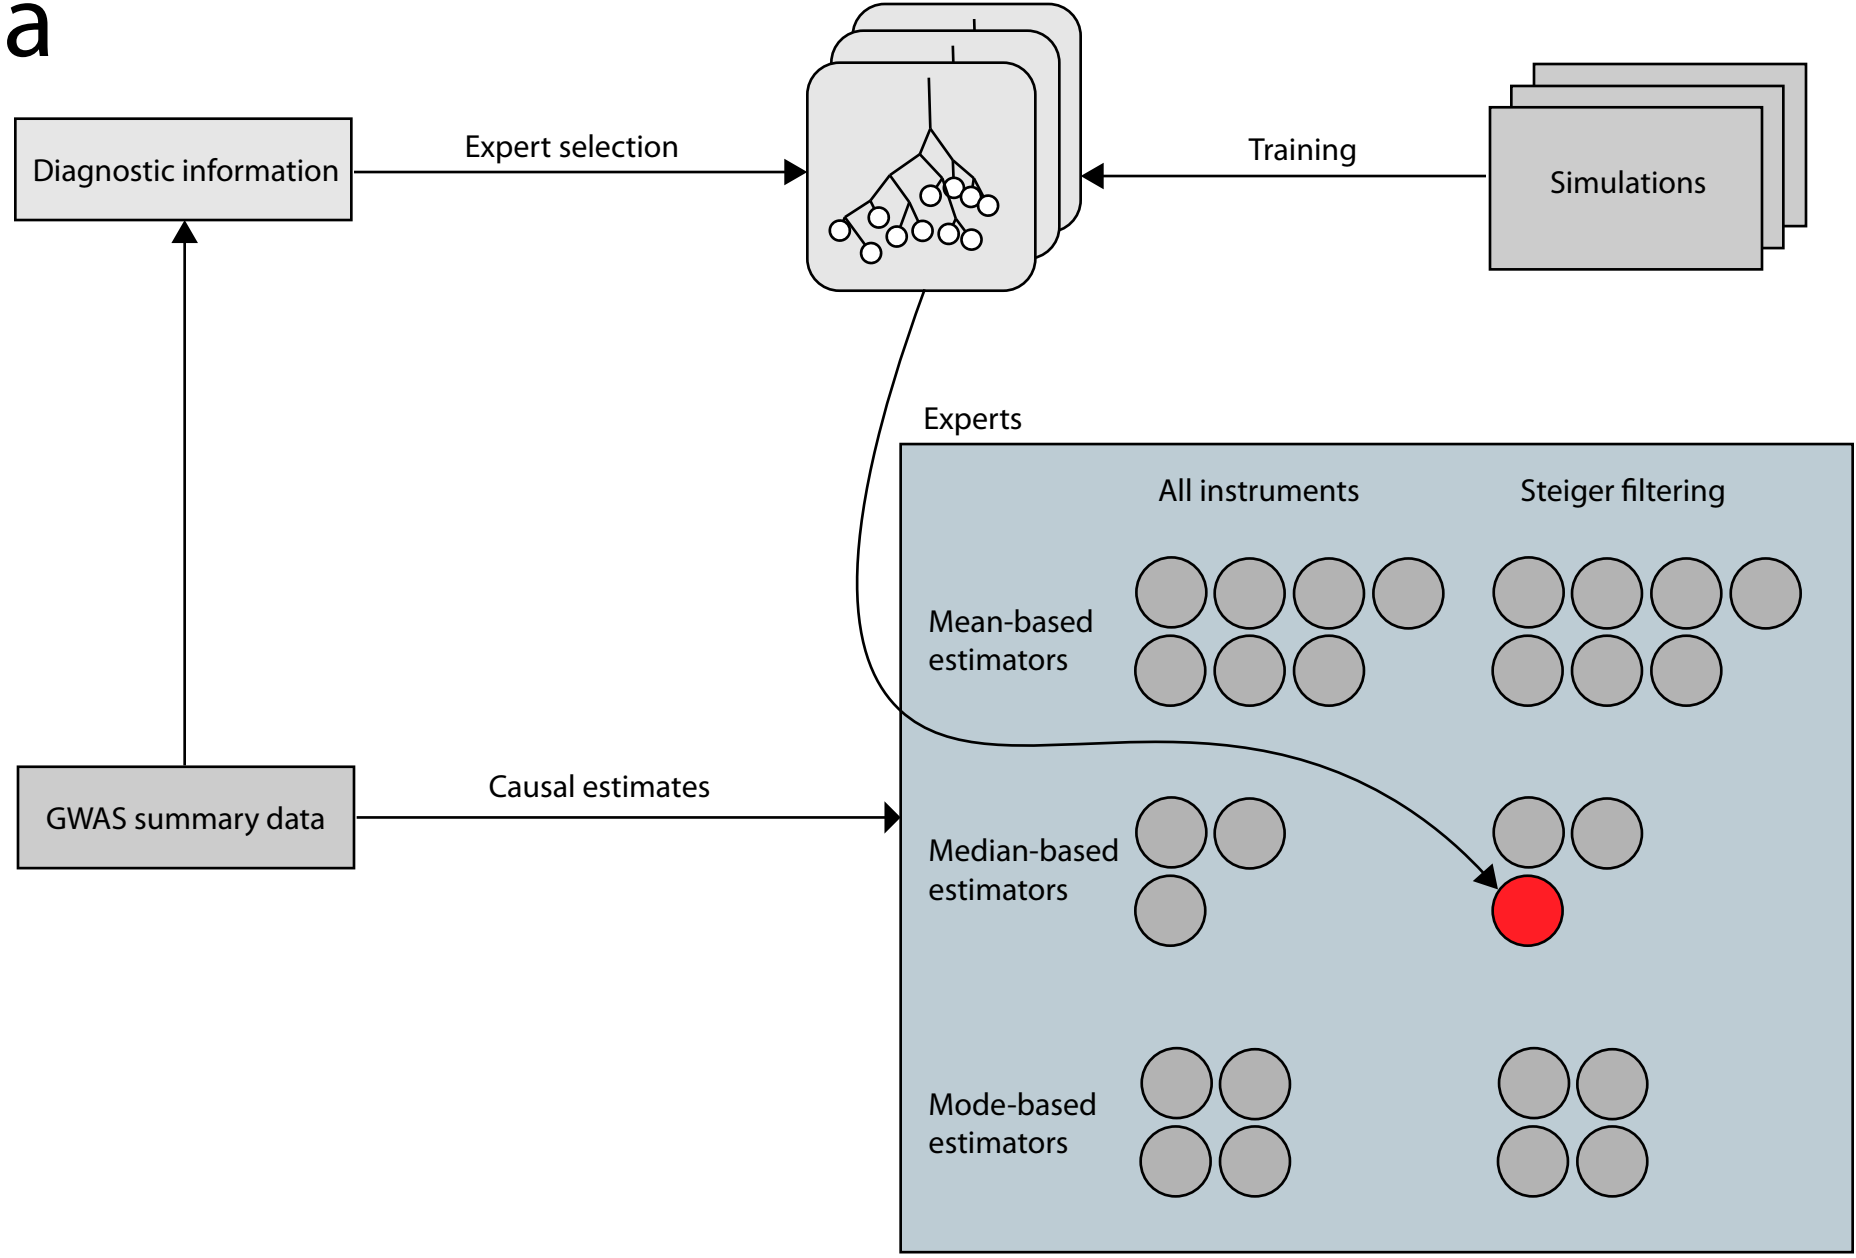 a
Diagnostic information
Expert selection
Training
Simulations
Experts
All instruments
Steiger filtering
Mean-based
estimators
GWAS summary data
Causal estimates
Median-based
estimators
Mode-based
estimators